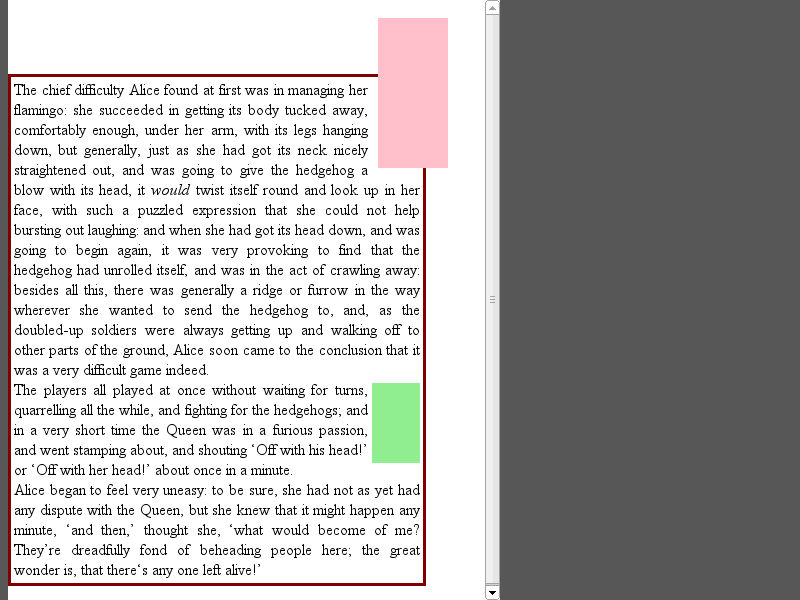 The chief difficulty Alice found at first was in managing her
flamingo: she succeeded in getting its body tucked away,
comfortably enough, under her arm, with its legs hanging
down, but generally, just as she had got its neck nicely
straightened out, and was going to give the hedgehog a
blow with its head, it would twist itself round and look up in her
face, with such a puzzled expression that she could not help
bursting out laughing: and when she had got its head down, and was
going to begin again, it was very provoking to find that the
hedgehog had unrolled itself, and was in the act of crawling away:
besides all this, there was generally a ridge or furrow in the way
wherever she wanted to send the hedgehog to, and, as the
doubled-up soldiers were always getting up and walking off to
other parts of the ground, Alice soon came to the conclusion that it
was a very difficult game indeed.
The players all played at once without waiting for turns,
quarrelling all the while, and fighting for the hedgehogs; and
in a very short time the Queen was in a furious passion,
and went stamping about, and shouting ‘Off with his head!’
or ‘Off with her head!’ about once in a minute.
Alice began to feel very uneasy: to be sure, she had not as yet had
any dispute with the Queen, but she knew that it might happen any
minute, ‘and then,’ thought she, ‘what would become of me?
They’re dreadfully fond of beheading people here; the great
wonder is, that there‘s any one left alive!’